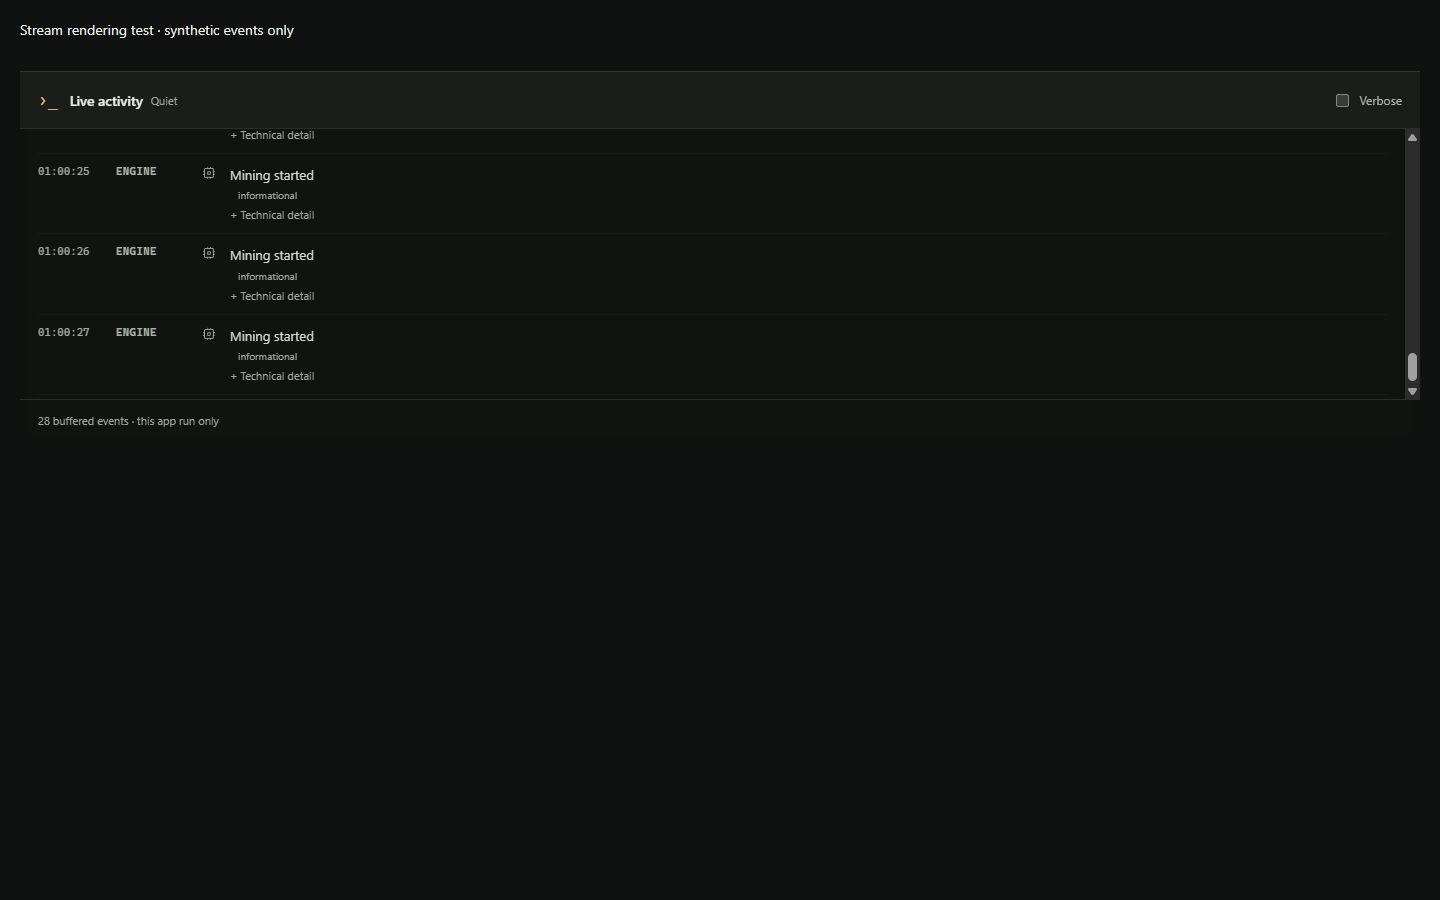 Stream rendering test · synthetic events only
›_ Live activity Quiet
Verbose
+ Technical detail
01:00:25 ENGINE Mining started
informational
+ Technical detail
01:00:26 ENGINE Mining started
informational
+ Technical detail
01:00:27 ENGINE Mining started
informational
+ Technical detail
28 buffered events · this app run only